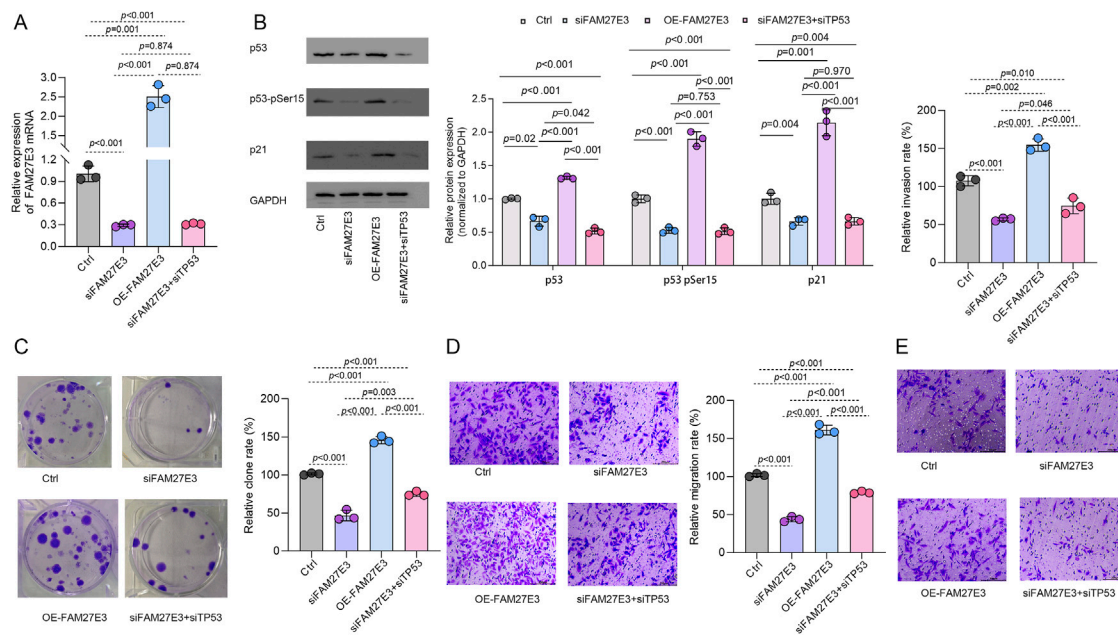 A
p<0.001
p=0.001
p=0.874
p<0.001
p=0.874
p<0.001
Relative expression
of FAM27E3 mRNA
3.0
2.5
2.0
1.5
1.2
0.9
0.6
0.3
0.0
Ctrl
siFAM27E3
OE-FAM27E3
siFAM27E3+siTP53
B
p53
p53-pSer15
p21
GAPDH
Ctrl
siFAM27E3
OE-FAM27E3
siFAM27E3+siTP53
Ctrl siFAM27E3 OE-FAM27E3 siFAM27E3+siTP53
p<0.001
p<0.001
p=0.042
p=0.02
p<0.001
p<0.001
p<0.001
p<0.001
p<0.001
p=0.753
p<0.001
p<0.001
p=0.004
p=0.001
p=0.970
p<0.001
p<0.001
p=0.004
Relative protein expression
(normalized to GAPDH)
2.5
2.0
1.5
1.0
0.5
0.0
p53
p53 pSer15
p21
p=0.010
p=0.002
p=0.046
p<0.001
p<0.001
p<0.001
Relative invasion rate (%)
200
150
100
50
0
Ctrl
siFAM27E3
OE-FAM27E3
siFAM27E3+siTP53
C
Ctrl
siFAM27E3
OE-FAM27E3
siFAM27E3+siTP53
p<0.001
p<0.001
p=0.003
p<0.001
p<0.001
p<0.001
Relative clone rate (%)
200
150
100
50
0
Ctrl
siFAM27E3
OE-FAM27E3
siFAM27E3+siTP53
D
Ctrl
siFAM27E3
OE-FAM27E3
siFAM27E3+siTP53
p<0.001
p<0.001
p<0.001
p<0.001
p<0.001
p<0.001
Relative migration rate (%)
200
150
100
50
0
Ctrl
siFAM27E3
OE-FAM27E3
siFAM27E3+siTP53
E
Ctrl
siFAM27E3
OE-FAM27E3
siFAM27E3+siTP53